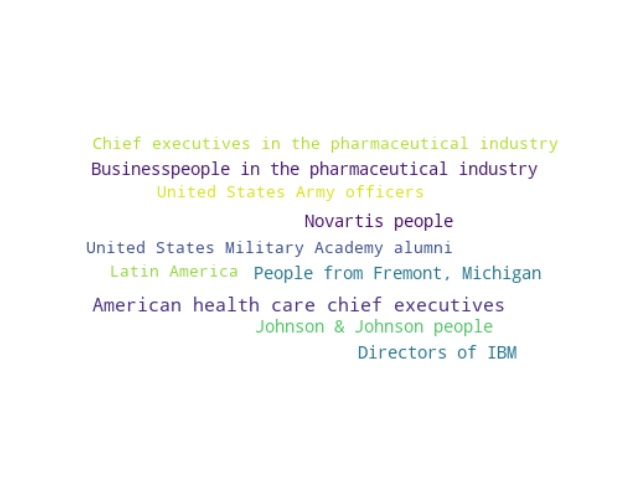 Chief executives in the pharmaceutical industry
Businesspeople in the pharmaceutical industry
United States Army officers
Novartis people
United States Military Academy alumni
Latin America
People from Fremont, Michigan
American health care chief executives
Johnson & Johnson people
Directors of IBM